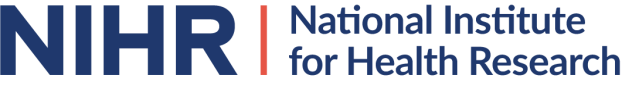 NIHR
National Institute
for Health Research